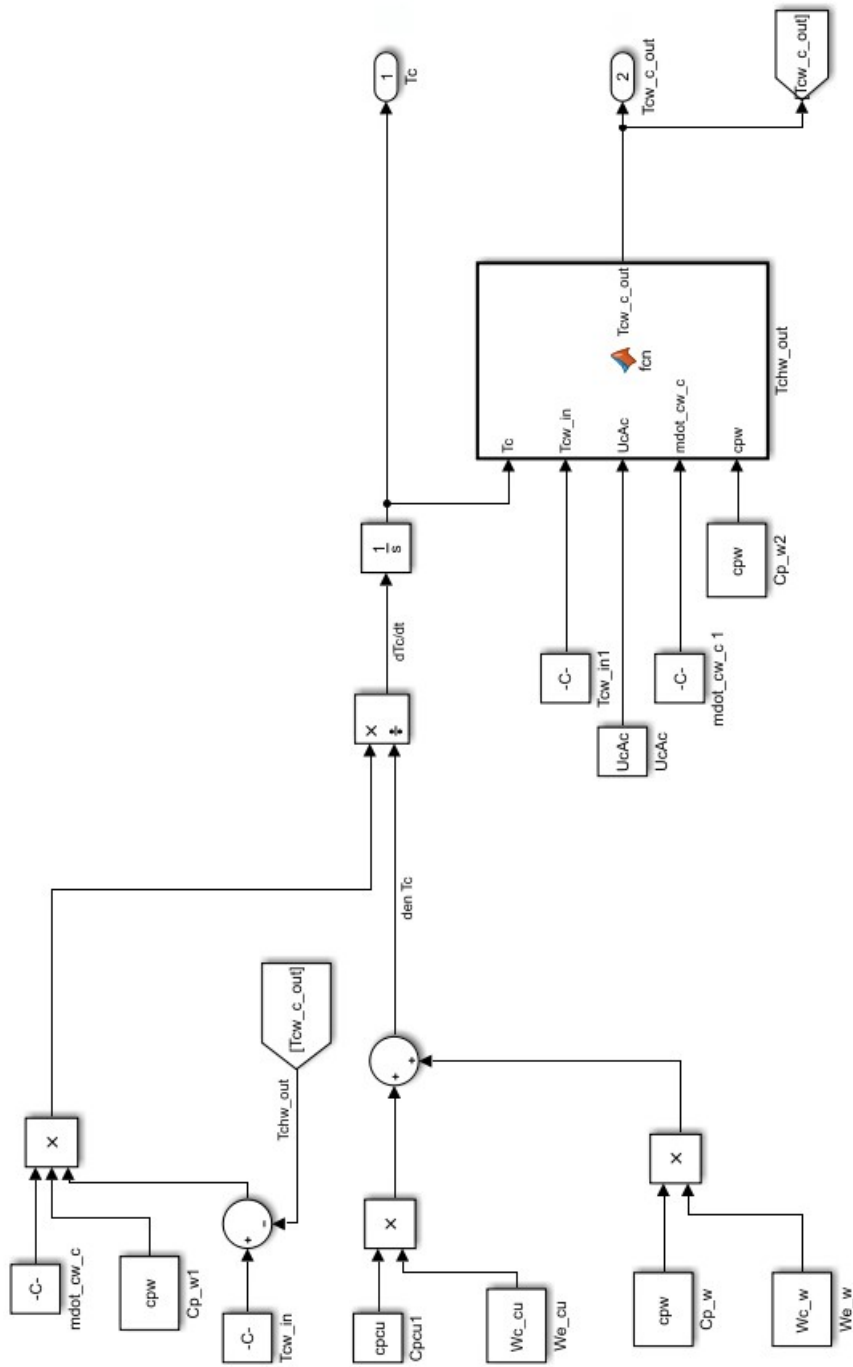 -C-
mdot_cw_c
cpw
Cp_w1
-C-
Tcw_in
+
−
×
Tchw_out
[Tcw_c_out]
cpcu
Cpcu1
Wc_cu
We_cu
×
+
+
cpw
Cp_w
Wc_w
We_w
×
den Tc
×
÷
dTc/dt
1
s
1
Tc
-C-
Tcw_in1
UcAc
UcAc
-C-
mdot_cw_c 1
cpw
Cp_w2
Tc
Tcw_in
UcAc
mdot_cw_c
cpw
fcn
Tcw_c_out
Tchw_out
2
Tcw_c_out
[Tcw_c_out]